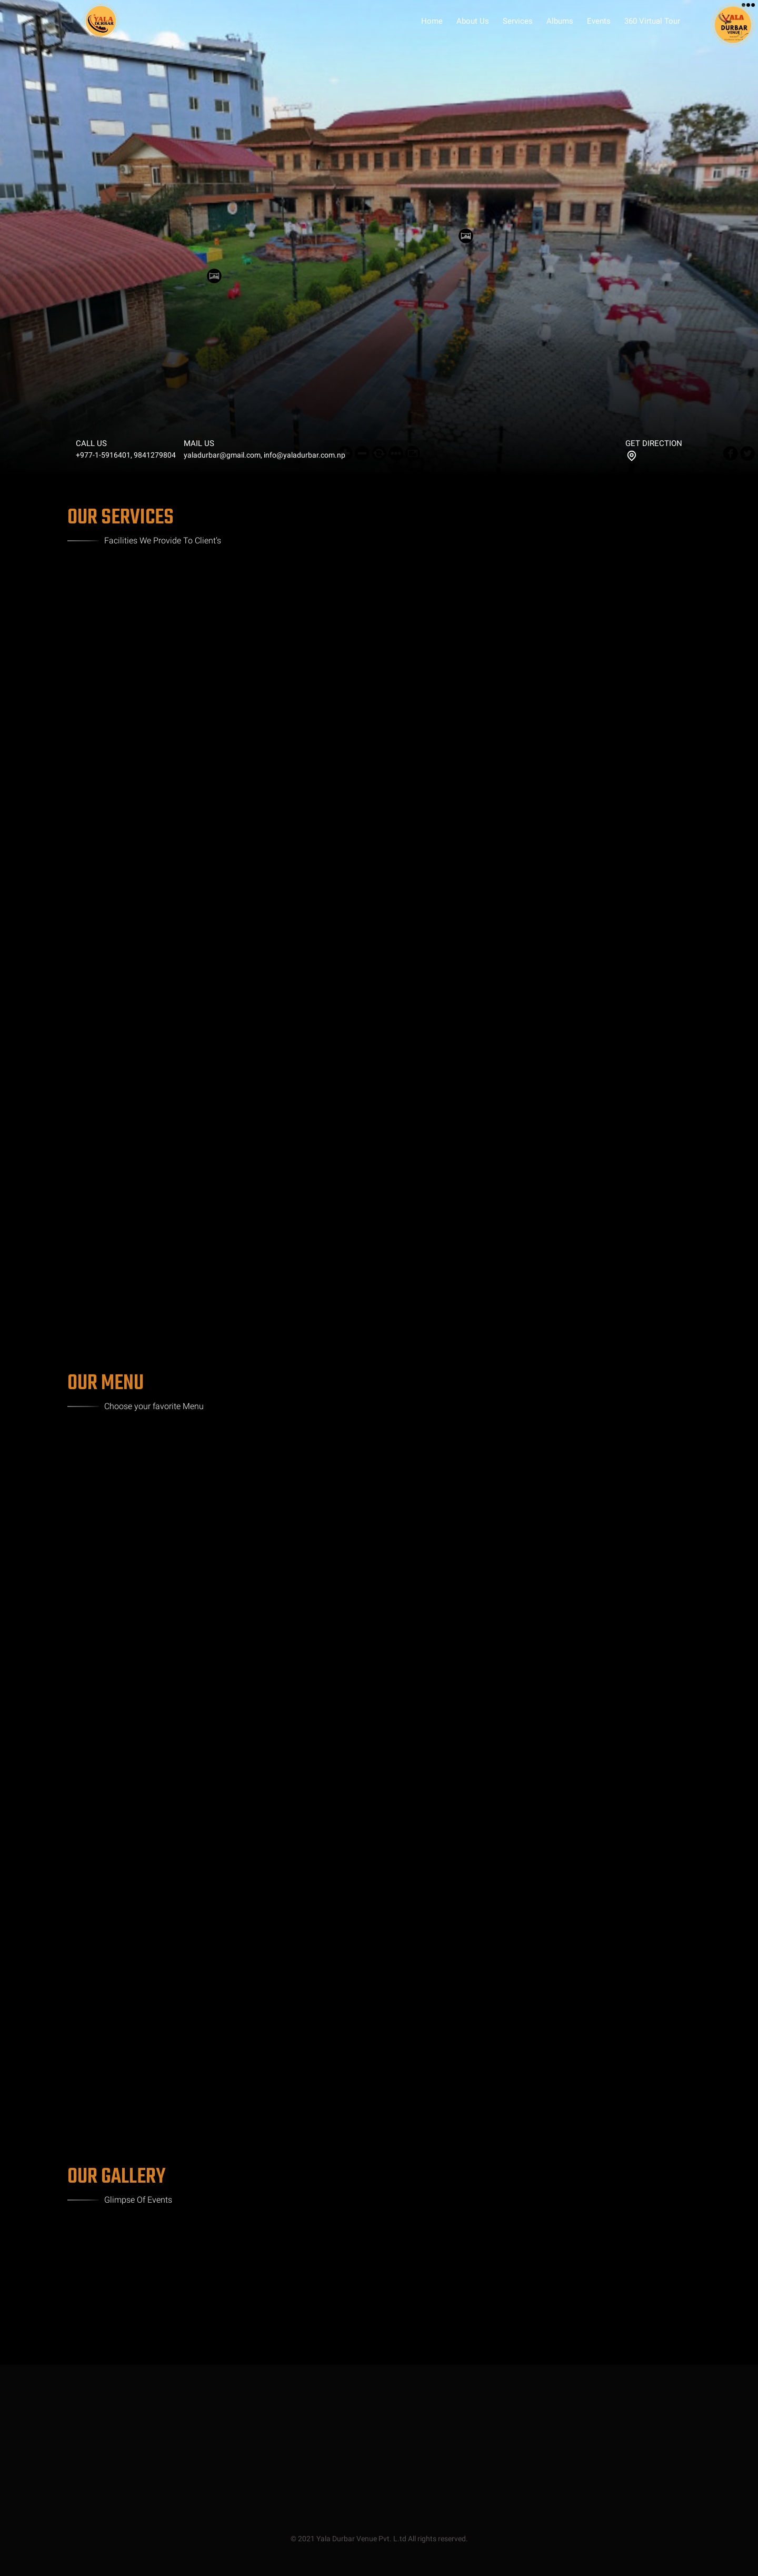 YALA
DURBAR
Home About Us Services Albums Events 360 Virtual Tour
YALA
DURBAR
VENUE
CALL US
+977-1-5916401, 9841279804
MAIL US
yaladurbar@gmail.com, info@yaladurbar.com.np
GET DIRECTION
OUR SERVICES
Facilities We Provide To Client's
OUR MENU
Choose your favorite Menu
OUR GALLERY
Glimpse Of Events
© 2021 Yala Durbar Venue Pvt. L.td All rights reserved.